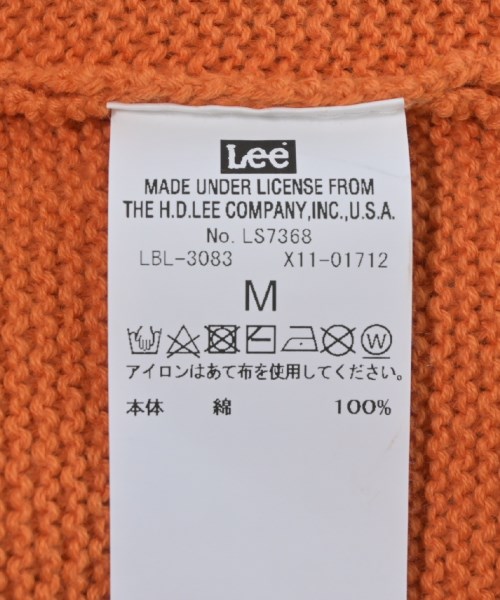 Lee
MADE UNDER LICENSE FROM
THE H.D.LEE COMPANY,INC.,U.S.A.
No. LS7368
LBL-3083 X11-01712
M
W
アイロンはあて布を使用してください。
本体 綿 100%